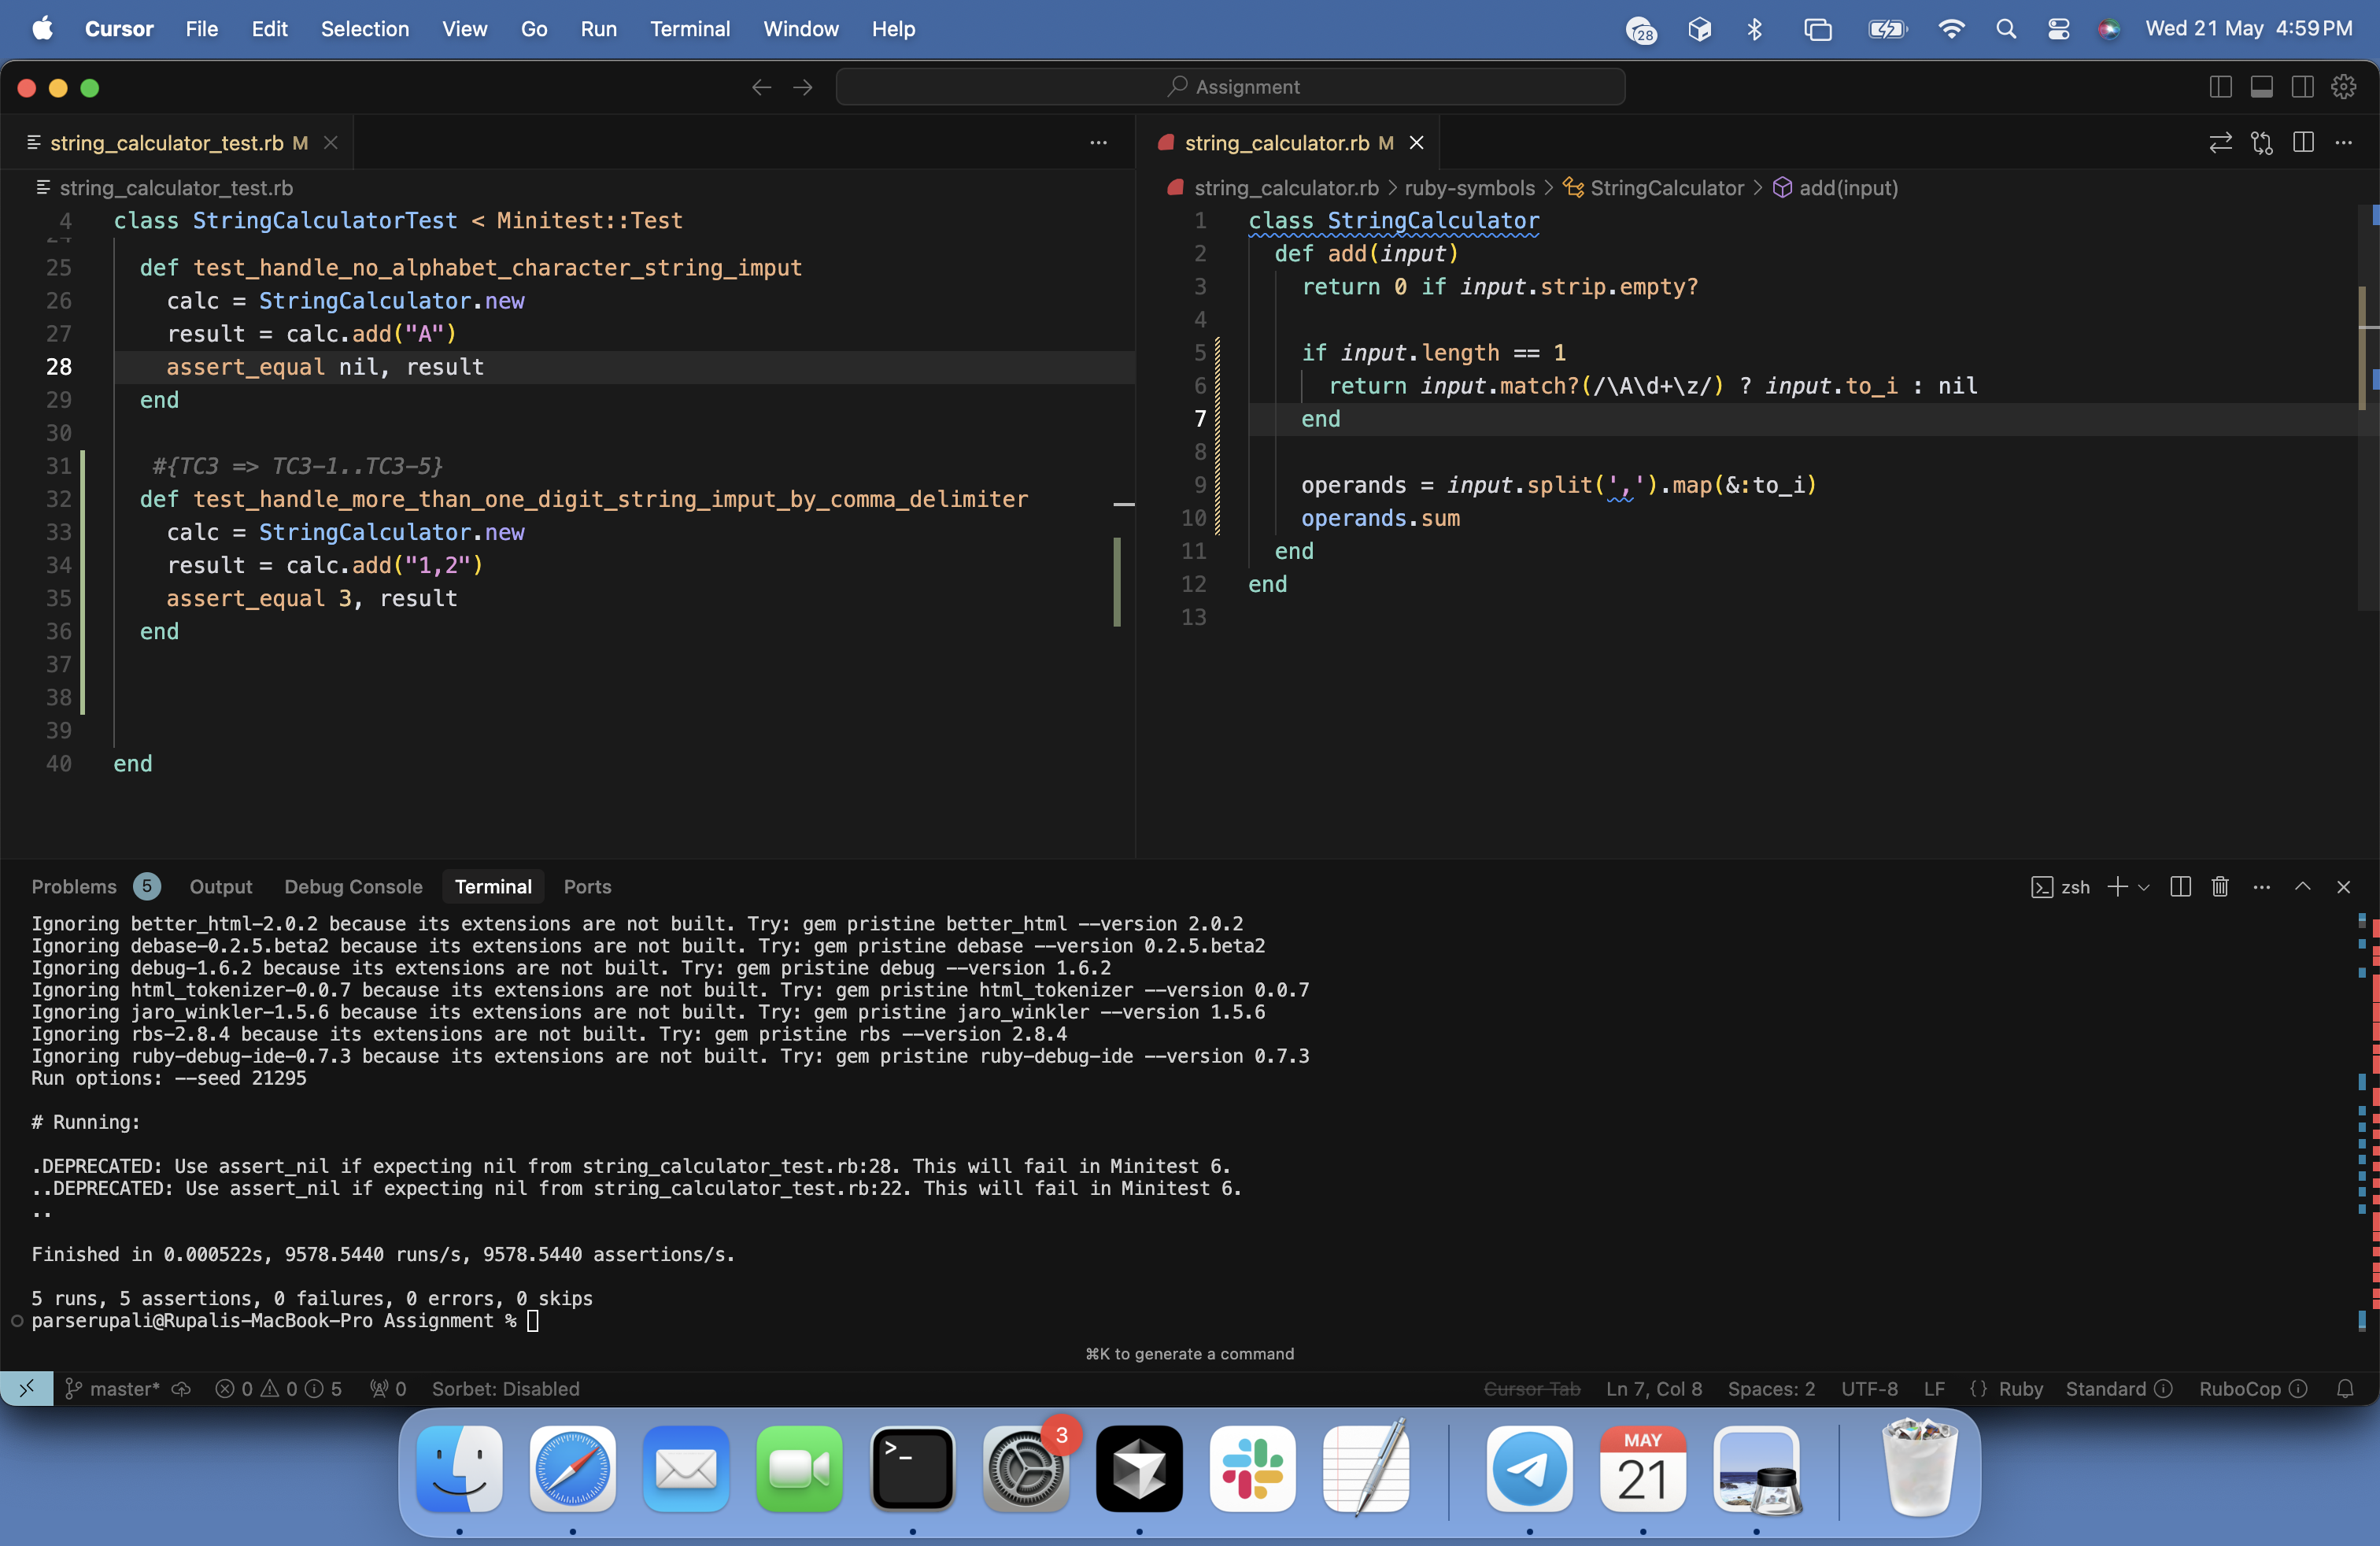 Cursor File Edit Selection View Go Run Terminal Window Help 28 Wed 21 May 4:59 PM
Assignment
string_calculator_test.rb M
string_calculator_test.rb
4 class StringCalculatorTest < Minitest::Test
24
25 def test_handle_no_alphabet_character_string_imput
26 calc = StringCalculator.new
27 result = calc.add("A")
28 assert_equal nil, result
29 end
30
31 #{TC3 => TC3-1..TC3-5}
32 def test_handle_more_than_one_digit_string_imput_by_comma_delimiter
33 calc = StringCalculator.new
34 result = calc.add("1,2")
35 assert_equal 3, result
36 end
37
38
39
40 end
string_calculator.rb M
string_calculator.rb > ruby-symbols > StringCalculator > add(input)
1 class StringCalculator
2 def add(input)
3 return 0 if input.strip.empty?
4
5 if input.length == 1
6 return input.match?(/\A\d+\z/) ? input.to_i : nil
7 end
8
9 operands = input.split(',').map(&:to_i)
10 operands.sum
11 end
12 end
13
Problems 5 Output Debug Console Terminal Ports zsh
Ignoring better_html-2.0.2 because its extensions are not built. Try: gem pristine better_html --version 2.0.2
Ignoring debase-0.2.5.beta2 because its extensions are not built. Try: gem pristine debase --version 0.2.5.beta2
Ignoring debug-1.6.2 because its extensions are not built. Try: gem pristine debug --version 1.6.2
Ignoring html_tokenizer-0.0.7 because its extensions are not built. Try: gem pristine html_tokenizer --version 0.0.7
Ignoring jaro_winkler-1.5.6 because its extensions are not built. Try: gem pristine jaro_winkler --version 1.5.6
Ignoring rbs-2.8.4 because its extensions are not built. Try: gem pristine rbs --version 2.8.4
Ignoring ruby-debug-ide-0.7.3 because its extensions are not built. Try: gem pristine ruby-debug-ide --version 0.7.3
Run options: --seed 21295
# Running:
.DEPRECATED: Use assert_nil if expecting nil from string_calculator_test.rb:28. This will fail in Minitest 6.
..DEPRECATED: Use assert_nil if expecting nil from string_calculator_test.rb:22. This will fail in Minitest 6.
..
Finished in 0.000522s, 9578.5440 runs/s, 9578.5440 assertions/s.
5 runs, 5 assertions, 0 failures, 0 errors, 0 skips
parserupali@Rupalis-MacBook-Pro Assignment %
⌘K to generate a command
master* 0 0 5 0 Sorbet: Disabled Cursor Tab Ln 7, Col 8 Spaces: 2 UTF-8 LF {} Ruby Standard RuboCop
3
MAY
21